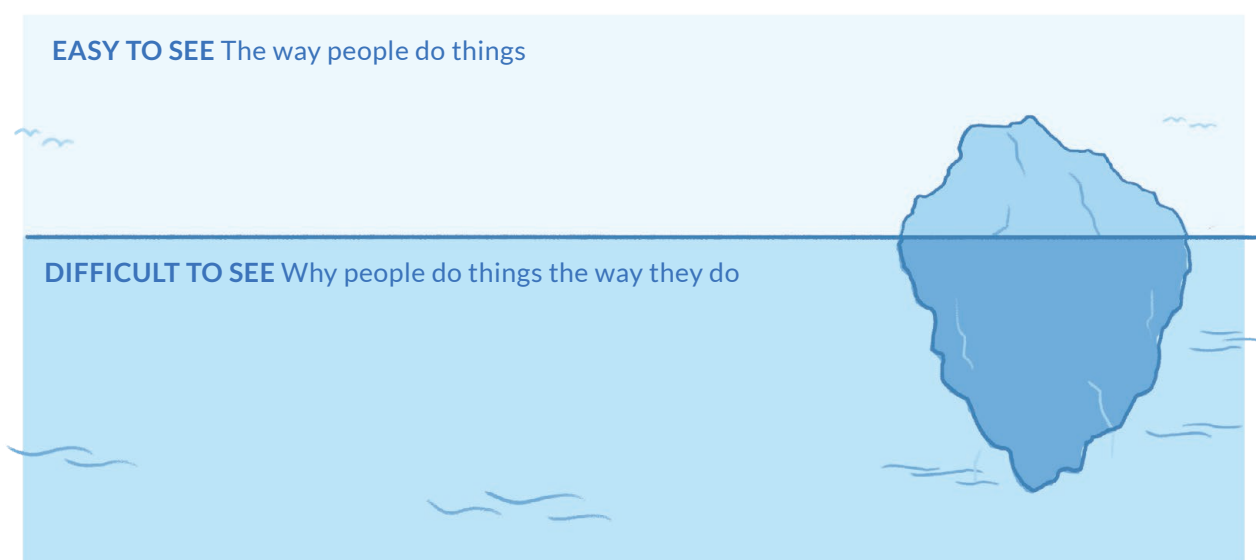 EASY TO SEE The way people do things
DIFFICULT TO SEE Why people do things the way they do